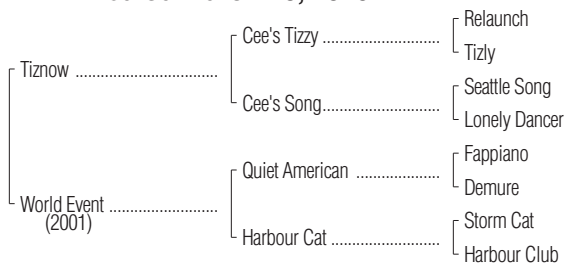 Relaunch
Cee's Tizzy ..............................
Tizly
Tiznow ....................................
Seattle Song
Cee's Song..............................
Lonely Dancer
Fappiano
Quiet American .....................
Demure
World Event ...........................
(2001)
Storm Cat
Harbour Cat ...........................
Harbour Club